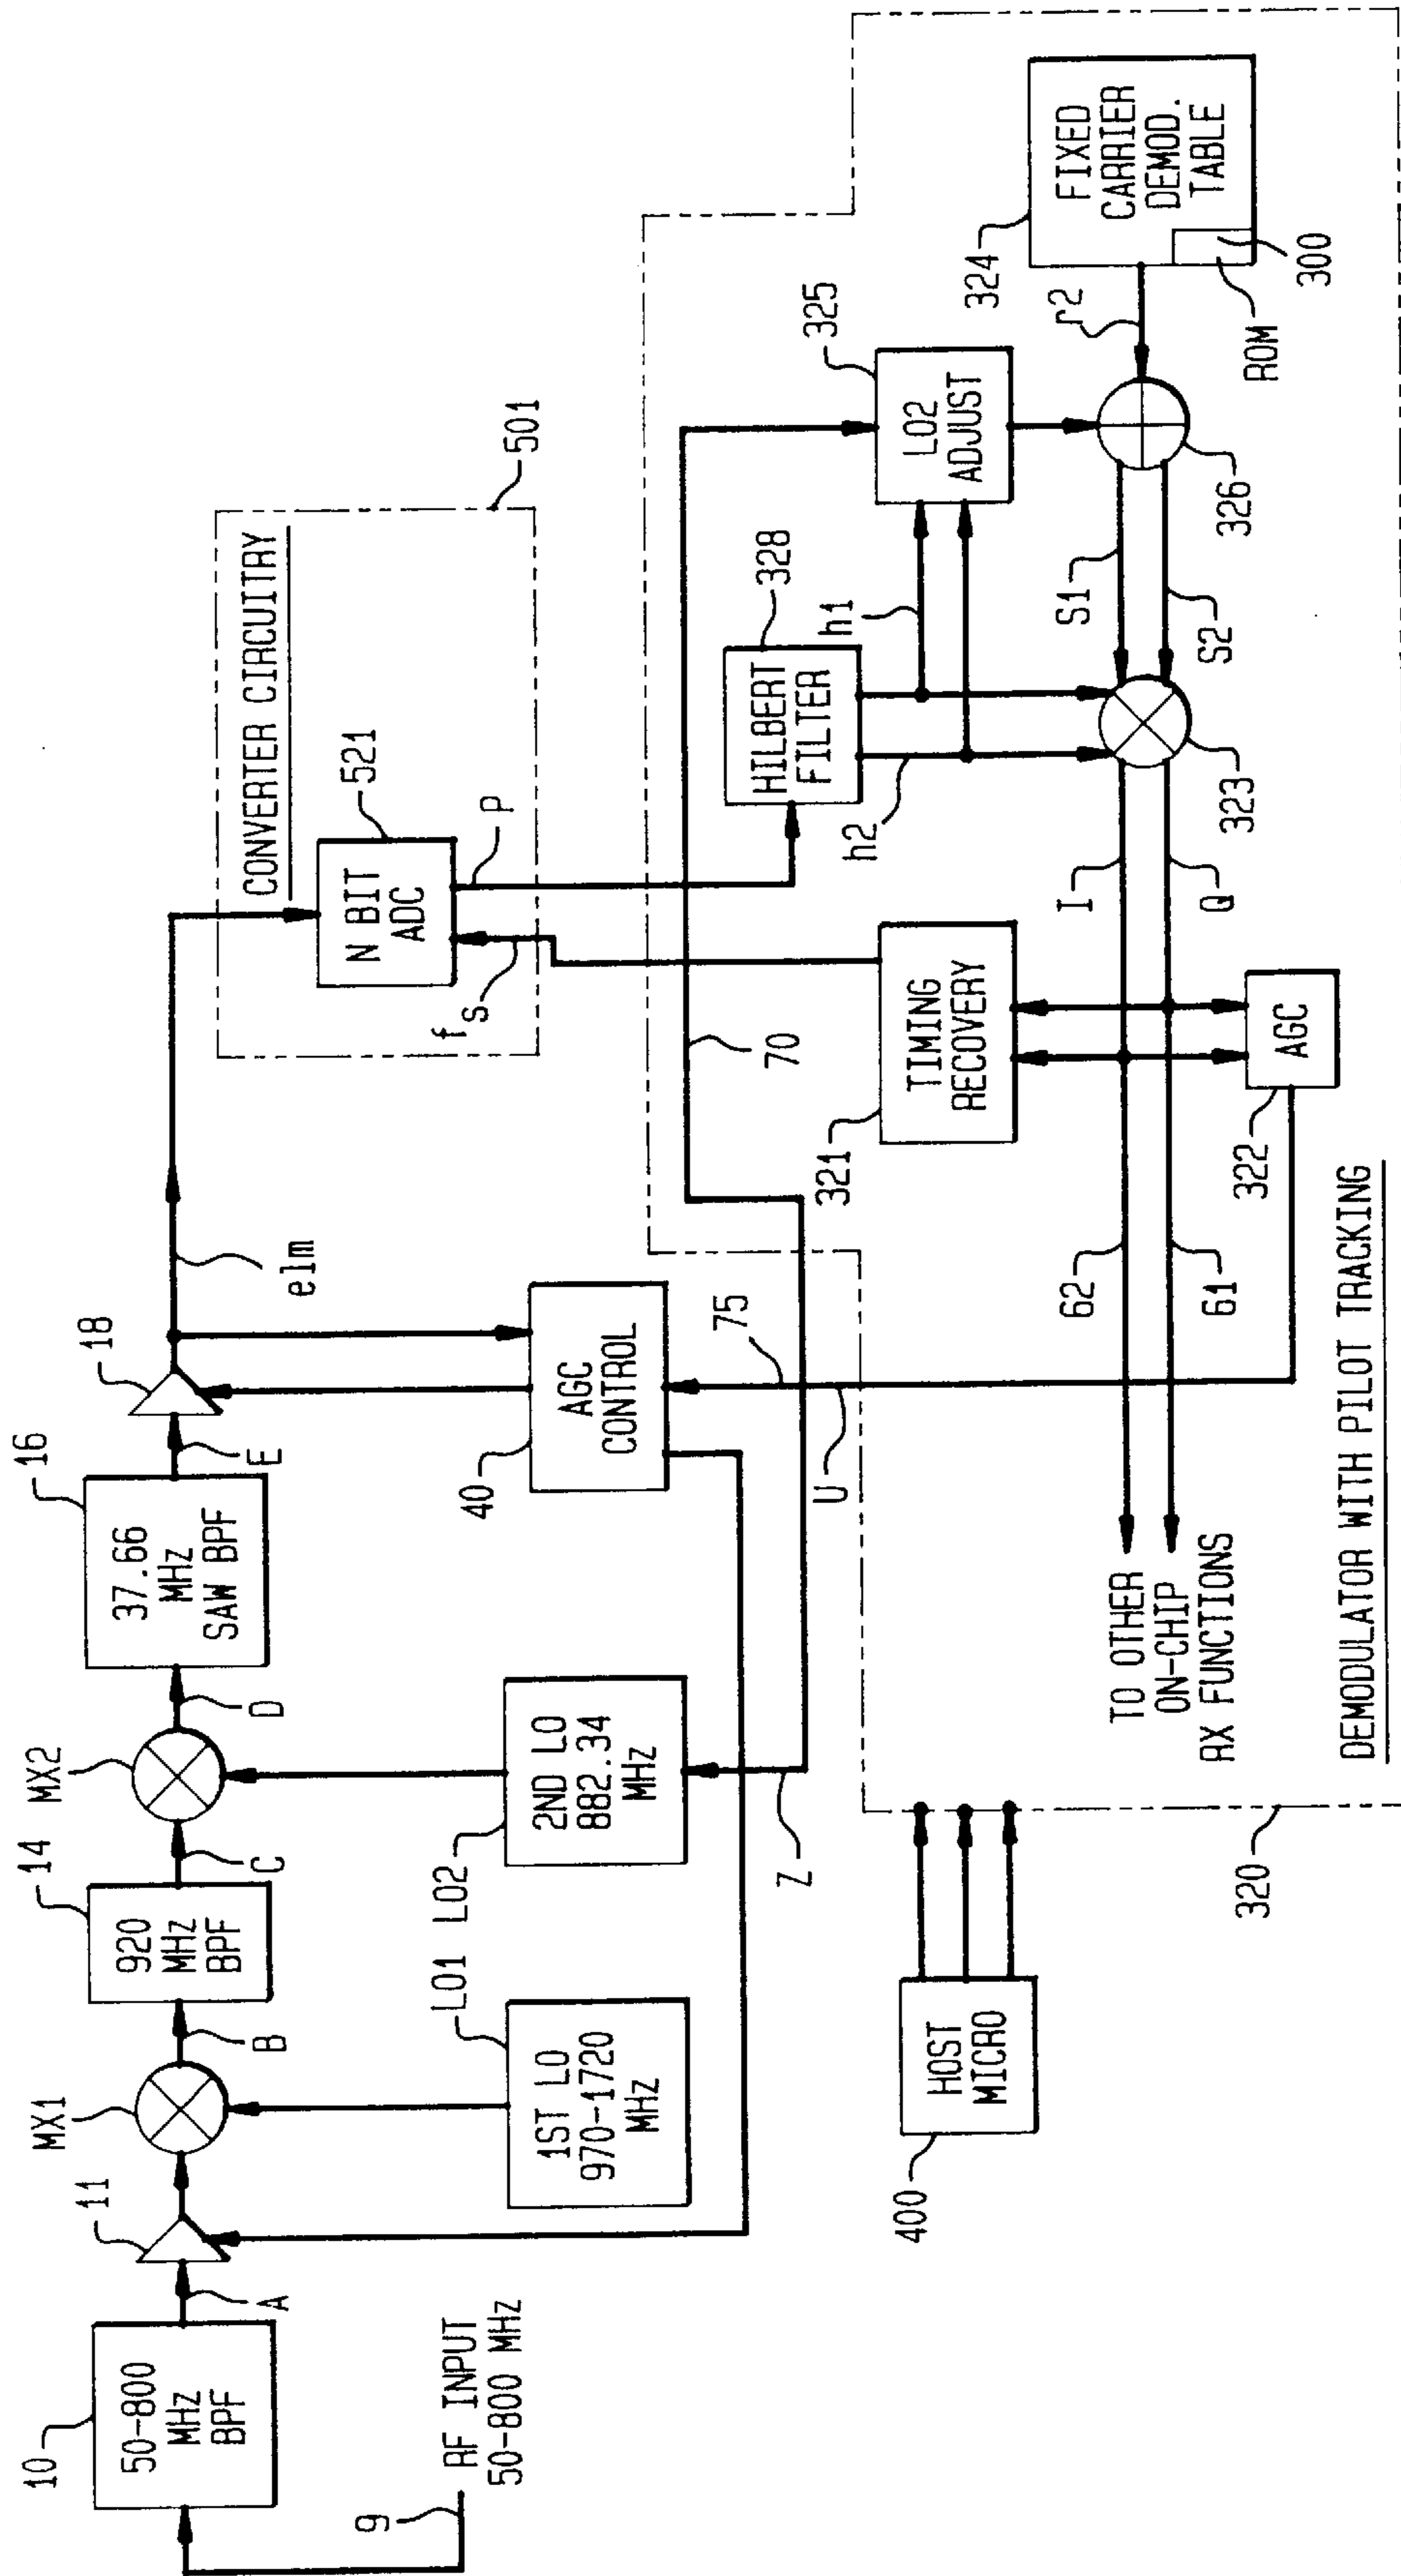 10
50-800
MHz
BPF
9
RF INPUT
50-800 MHz
A
11
MX1
B
14
920
MHz
BPF
C
MX2
D
16
37.66
MHz
SAW BPF
E
18
elm
LO1
1ST LO
970-1720
MHz
LO2
2ND LO
882.34
MHz
Z
40
AGC
CONTROL
U
75
70
CONVERTER CIRCUITRY
501
521
N BIT
ADC
p
f
s
HILBERT
FILTER
328
h1
h2
325
LO2
ADJUST
324
FIXED
CARRIER
DEMOD.
TABLE
ROM
300
r2
326
S1
S2
323
I
Q
321
TIMING
RECOVERY
AGC
322
62
61
TO OTHER
ON-CHIP
RX FUNCTIONS
HOST
MICRO
400
320
DEMODULATOR WITH PILOT TRACKING